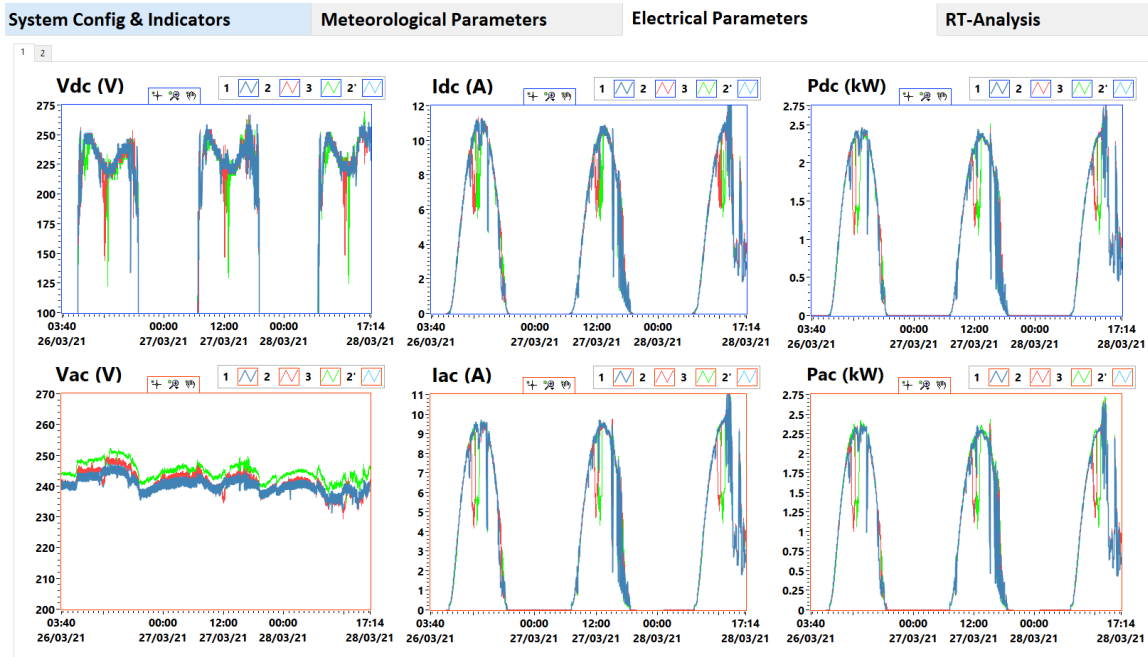 System Config & Indicators Meteorological Parameters Electrical Parameters RT-Analysis
1 2
Vdc (V) 1 2 3 2'
275
250
225
200
175
150
125
100
03:40 00:00 12:00 00:00 17:14
26/03/21 27/03/21 27/03/21 28/03/21 28/03/21
Idc (A) 1 2 3 2'
12
10
8
6
4
2
0
03:40 00:00 12:00 00:00 17:14
26/03/21 27/03/21 27/03/21 28/03/21 28/03/21
Pdc (kW) 1 2 3 2'
2.75
2.5
2
1.5
1
0.5
0
03:40 00:00 12:00 00:00 17:14
26/03/21 27/03/21 27/03/21 28/03/21 28/03/21
Vac (V) 1 2 3 2'
270
260
250
240
230
220
210
200
03:40 00:00 12:00 00:00 17:14
26/03/21 27/03/21 27/03/21 28/03/21 28/03/21
Iac (A) 1 2 3 2'
11
10
9
8
7
6
5
4
3
2
1
0
03:40 00:00 12:00 00:00 17:14
26/03/21 27/03/21 27/03/21 28/03/21 28/03/21
Pac (kW) 1 2 3 2'
2.75
2.5
2.25
2
1.75
1.5
1.25
1
0.75
0.5
0.25
0
03:40 00:00 12:00 00:00 17:14
26/03/21 27/03/21 27/03/21 28/03/21 28/03/21